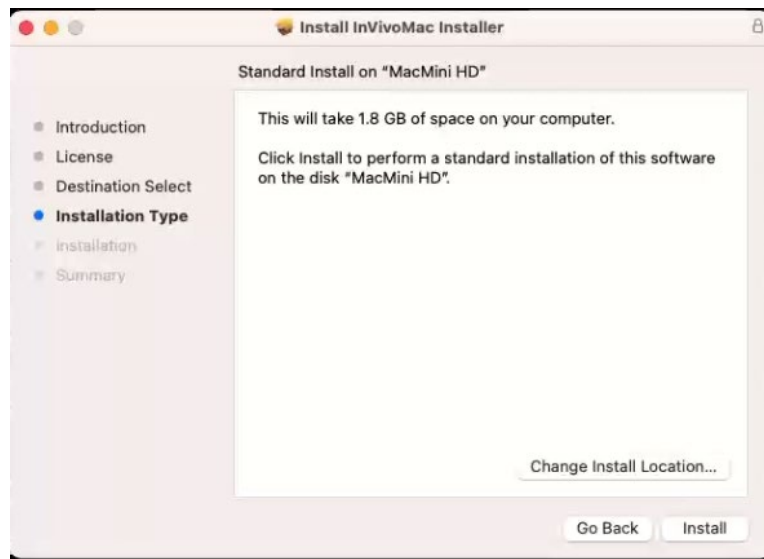 Install InVivoMac Installer
Standard Install on "MacMini HD"
Introduction
License
Destination Select
Installation Type
Installation
Summary
This will take 1.8 GB of space on your computer.
Click Install to perform a standard installation of this software
on the disk "MacMini HD".
Change Install Location...
Go Back
Install